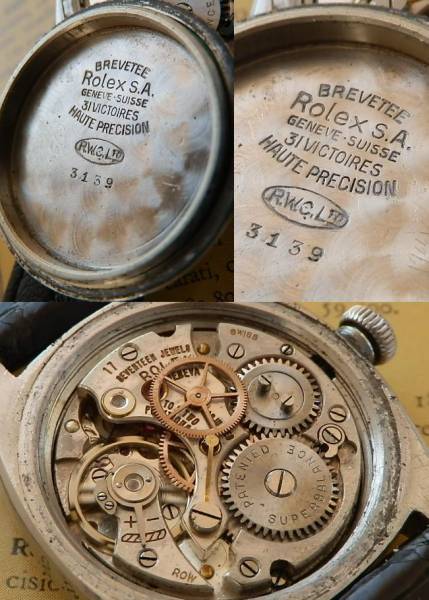 BREVETEE
Rolex S.A.
GENEVE-SUISSE
31 VICTOIRES
HAUTE PRECISION
R.W.C. LTD
3139
BREVETEE
Rolex S.A.
GENEVE-SUISSE
31 VICTOIRES
HAUTE PRECISION
R.W.C. LTD
3139
SWISS
17
SEVENTEEN JEWELS
ROLEX
PATENTED SUPERBALANCE
+ -
ROW
R